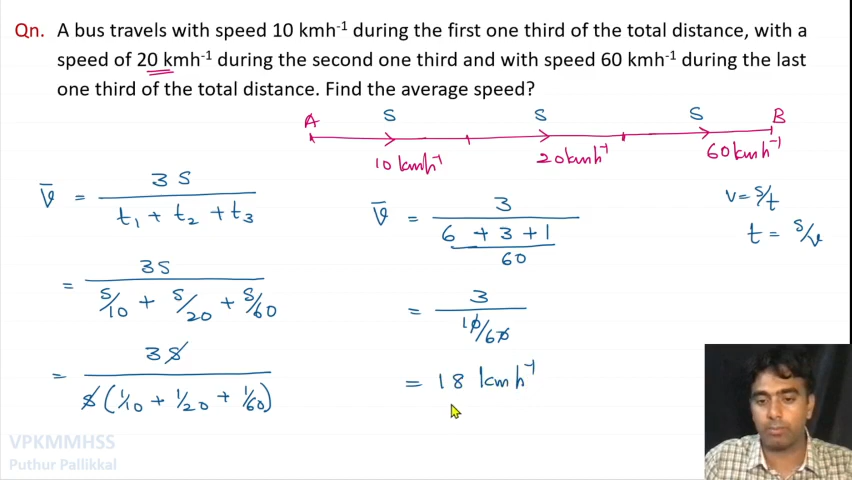 Qn. A bus travels with speed 10 kmh⁻¹ during the first one third of the total distance, with a
speed of 20 kmh⁻¹ during the second one third and with speed 60 kmh⁻¹ during the last
one third of the total distance. Find the average speed?
A S S S B
10 kmh⁻¹ 20 kmh⁻¹ 60 kmh⁻¹
V̄ = 3S / (t₁ + t₂ + t₃)
= 3S / (S/10 + S/20 + S/60)
= 3S / (S(1/10 + 1/20 + 1/60))
V̄ = 3 / ((6 + 3 + 1) / 60)
= 3 / (10/60)
= 18 kmh⁻¹
v = S/t
t = S/v
VPKMMHSS
Puthur Pallikkal